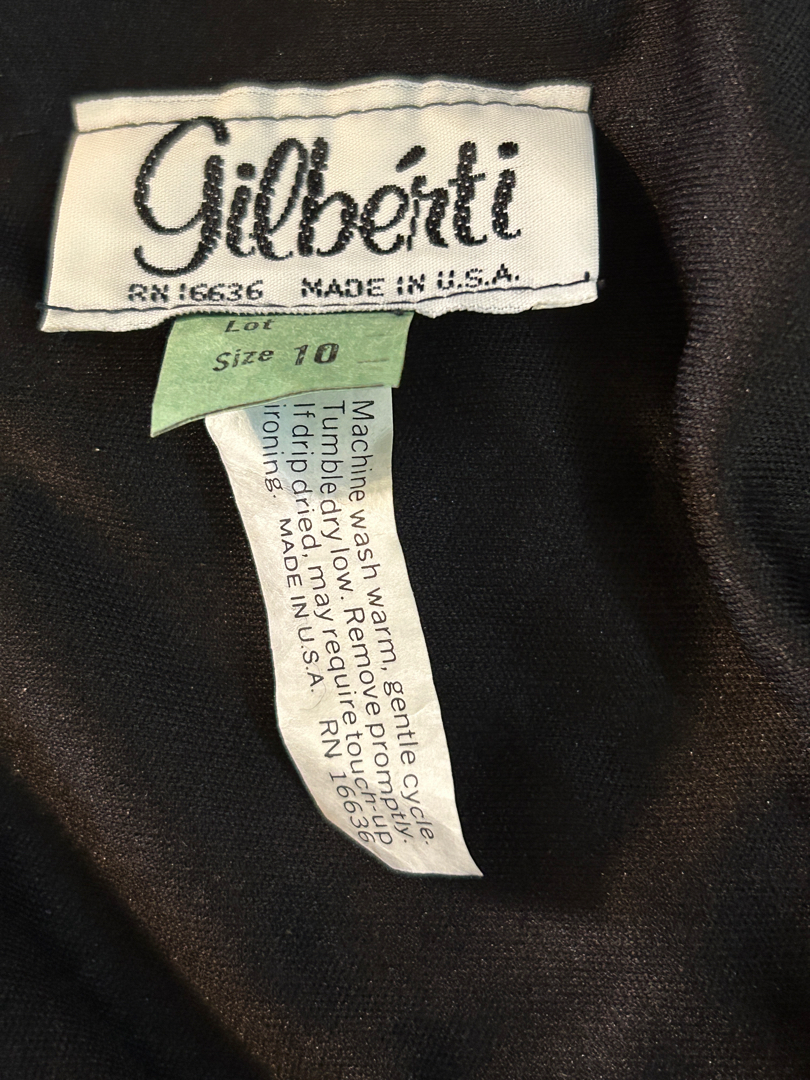 Gilbérti
RN 16636 MADE IN U.S.A.
Lot
Size 10
Machine wash warm, gentle cycle.
Tumble dry low. Remove promptly.
If drip dried, may require touch-up
ironing. MADE IN U.S.A. RN 16636